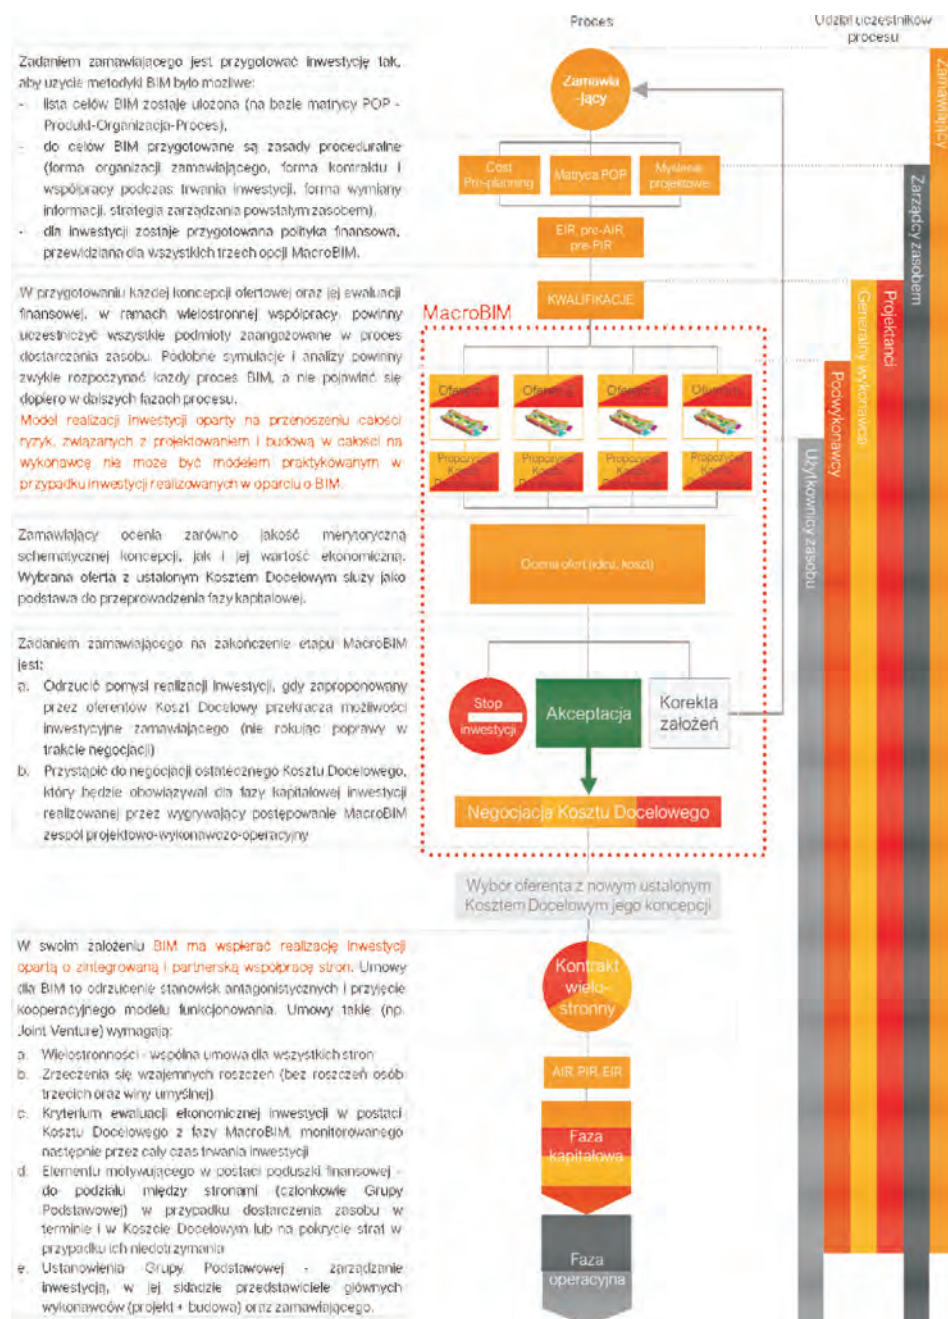 Proces
Udział uczestników
procesu
Zadaniem zamawiającego jest przygotować inwestycję tak,
aby użycie metodyki BIM było możliwe:
- lista celów BIM zostaje ułożona (na bazie matrycy POP -
Produkt-Organizacja-Proces),
- do celów BIM przygotowane są zasady proceduralne
(forma organizacji zamawiającego, forma kontraktu i
współpracy podczas trwania inwestycji, forma wymiany
informacji, strategia zarządzania powstałym zasobem),
- dla inwestycji zostaje przygotowana polityka finansowa,
przewidziana dla wszystkich trzech opcji MacroBIM.
W przygotowaniu każdej koncepcji ofertowej oraz jej ewaluacji
finansowej, w ramach wielostronnej współpracy, powinny
uczestniczyć wszystkie podmioty zaangażowane w proces
dostarczania zasobu. Podobne symulacje i analizy powinny
zwykle rozpoczynać każdy proces BIM, a nie pojawiać się
dopiero w dalszych fazach procesu.
Model realizacji inwestycji oparty na przenoszeniu całości
ryzyk, związanych z projektowaniem i budową w całości na
wykonawcę nie może być modelem praktykowanym w
przypadku inwestycji realizowanych w oparciu o BIM.
Zamawiający ocenia zarówno jakość merytoryczną
schematycznej koncepcji, jak i jej wartość ekonomiczną.
Wybrana oferta z ustalonym Kosztem Docelowym służy jako
podstawa do przeprowadzenia fazy kapitałowej.
Zadaniem zamawiającego na zakończenie etapu MacroBIM
jest:
a. Odrzucić pomysł realizacji inwestycji, gdy zaproponowany
przez oferentów Koszt Docelowy przekracza możliwości
inwestycyjne zamawiającego (nie rokując poprawy w
trakcie negocjacji)
b. Przystąpić do negocjacji ostatecznego Kosztu Docelowego,
który będzie obowiązywał dla fazy kapitałowej inwestycji
realizowanej przez wygrywający postępowanie MacroBIM
zespół projektowo-wykonawczo-operacyjny
W swoim założeniu BIM ma wspierać realizację inwestycji
opartą o zintegrowaną i partnerską współpracę stron. Umowy
dla BIM to odrzucenie stanowisk antagonistycznych i przyjęcie
kooperacyjnego modelu funkcjonowania. Umowy takie (np.
Joint Venture) wymagają:
a. Wielostronności - wspólna umowa dla wszystkich stron
b. Zrzeczenia się wzajemnych roszczeń (bez roszczeń osób
trzecich oraz winy umyślnej)
c. Kryterium ewaluacji ekonomicznej inwestycji w postaci
Kosztu Docelowego z fazy MacroBIM, monitorowanego
następnie przez cały czas trwania inwestycji
d. Elementu motywującego w postaci poduszki finansowej -
do podziału między stronami (członkowie Grupy
Podstawowej) w przypadku dostarczenia zasobu w
terminie i w Koszcie Docelowym lub na pokrycie strat w
przypadku ich niedotrzymania
e. Ustanowienia Grupy Podstawowej - zarządzanie
inwestycją, w jej składzie przedstawiciele głównych
wykonawców (projekt + budowa) oraz zamawiającego.
Zamawia
-jący
Cost
Pre-planning
Matryca POP
Myślenie
projektowe
EIR, pre-AIR,
pre-PIR
KWALIFIKACJE
MacroBIM
Oferent
Oferent
Oferent
Oferent
Propozycja
Propozycja
Propozycja
Propozycja
Ocena ofert (idea, koszt)
Stop
inwestycji
Akceptacja
Korekta
założeń
Negocjacja Kosztu Docelowego
Wybór oferenta z nowym ustalonym
Kosztem Docelowym jego koncepcji
Kontrakt
wielo-
stronny
AIR, PIR, EIR
Faza
kapitałowa
Faza
operacyjna
Użytkownicy zasobu
Podwykonawcy
Generalny wykonawca
Projektanci
Zarządcy zasobem
Zamawiający